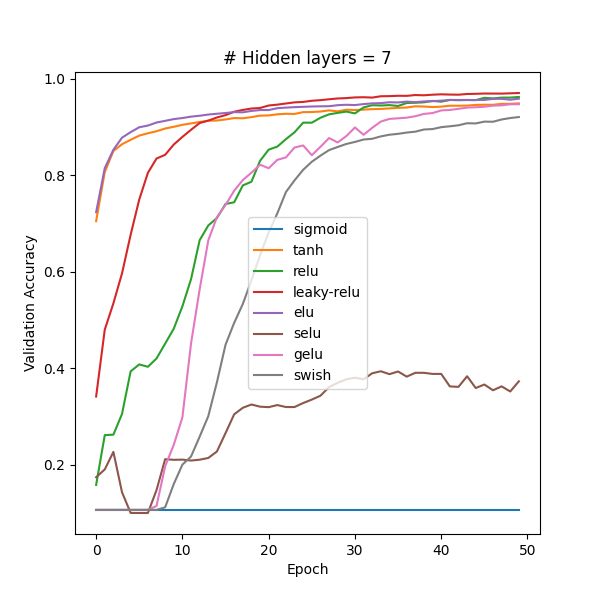 # Hidden layers = 7
1.0
0.8
0.6
0.4
0.2
Validation Accuracy
sigmoid
tanh
relu
leaky-relu
elu
selu
gelu
swish
0 10 20 30 40 50
Epoch